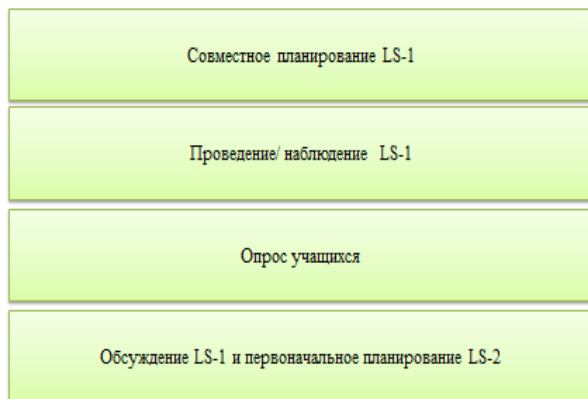 Совместное планирование LS-1
Проведение/ наблюдение LS-1
Опрос учащихся
Обсуждение LS-1 и первоначальное планирование LS-2